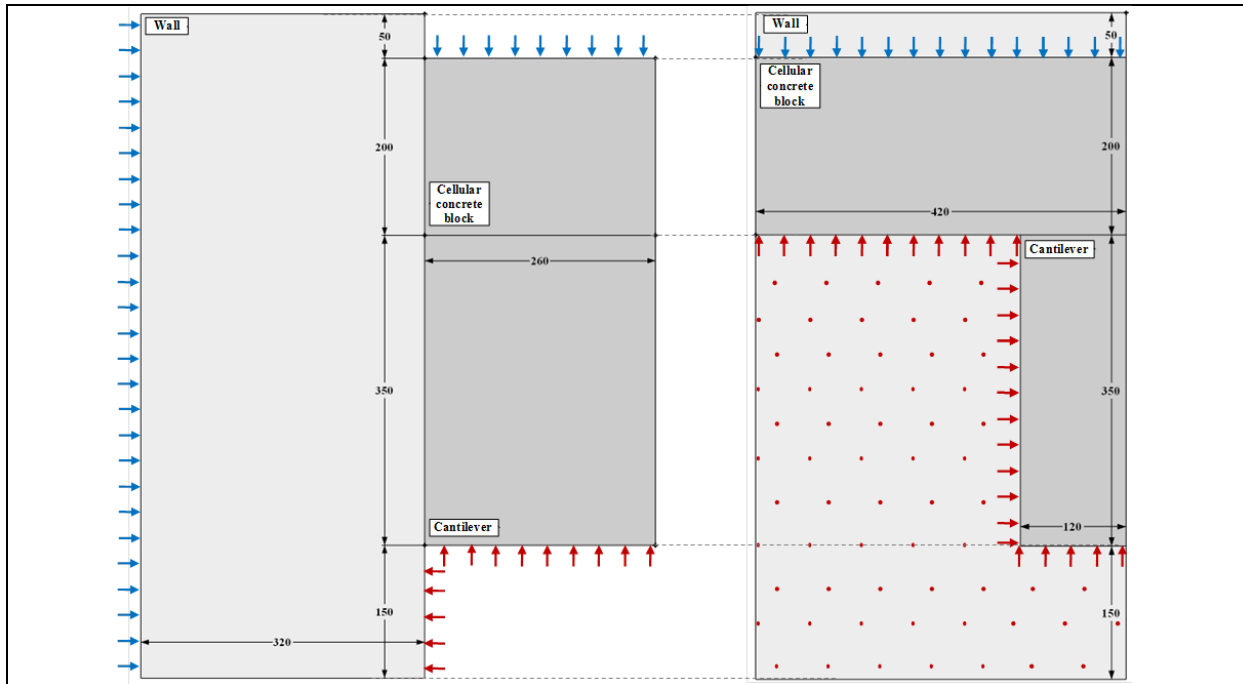 Wall
50
200
Cellular
concrete
block
260
350
Cantilever
150
320
Wall
50
Cellular
concrete
block
200
420
Cantilever
350
120
150